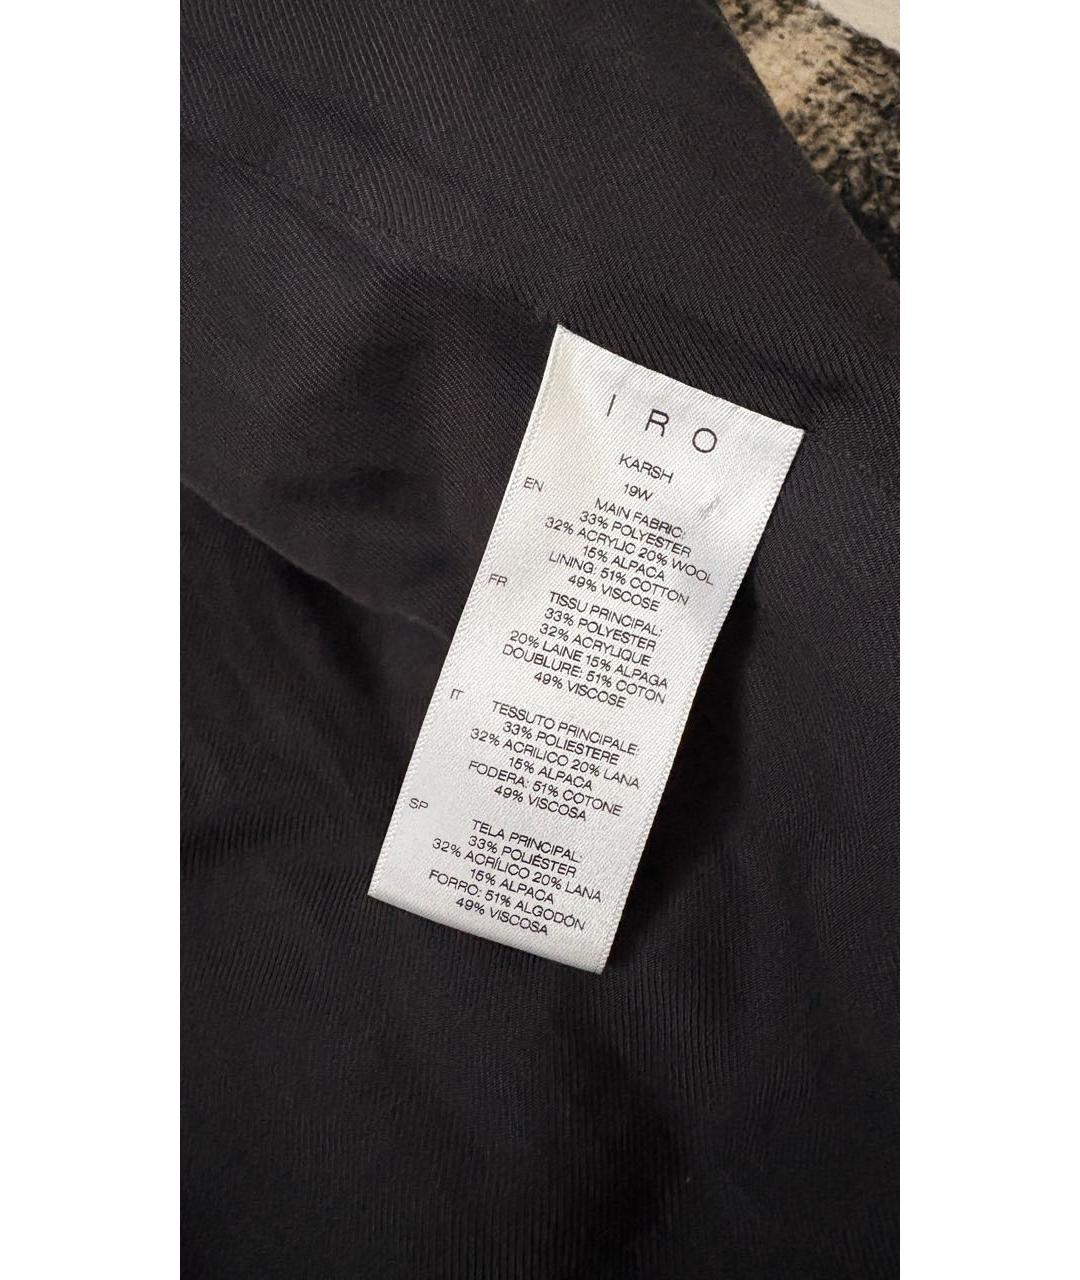 IRO
KARSH
19W
EN
MAIN FABRIC:
33% POLYESTER
32% ACRYLIC 20% WOOL
15% ALPACA
LINING: 51% COTTON
49% VISCOSE
FR
TISSU PRINCIPAL:
33% POLYESTER
32% ACRYLIQUE
20% LAINE 15% ALPAGA
DOUBLURE: 51% COTON
49% VISCOSE
IT
TESSUTO PRINCIPALE:
33% POLIESTERE
32% ACRILICO 20% LANA
15% ALPACA
FODERA: 51% COTONE
49% VISCOSA
SP
TELA PRINCIPAL:
33% POLIÉSTER
32% ACRÍLICO 20% LANA
15% ALPACA
FORRO: 51% ALGODÓN
49% VISCOSA